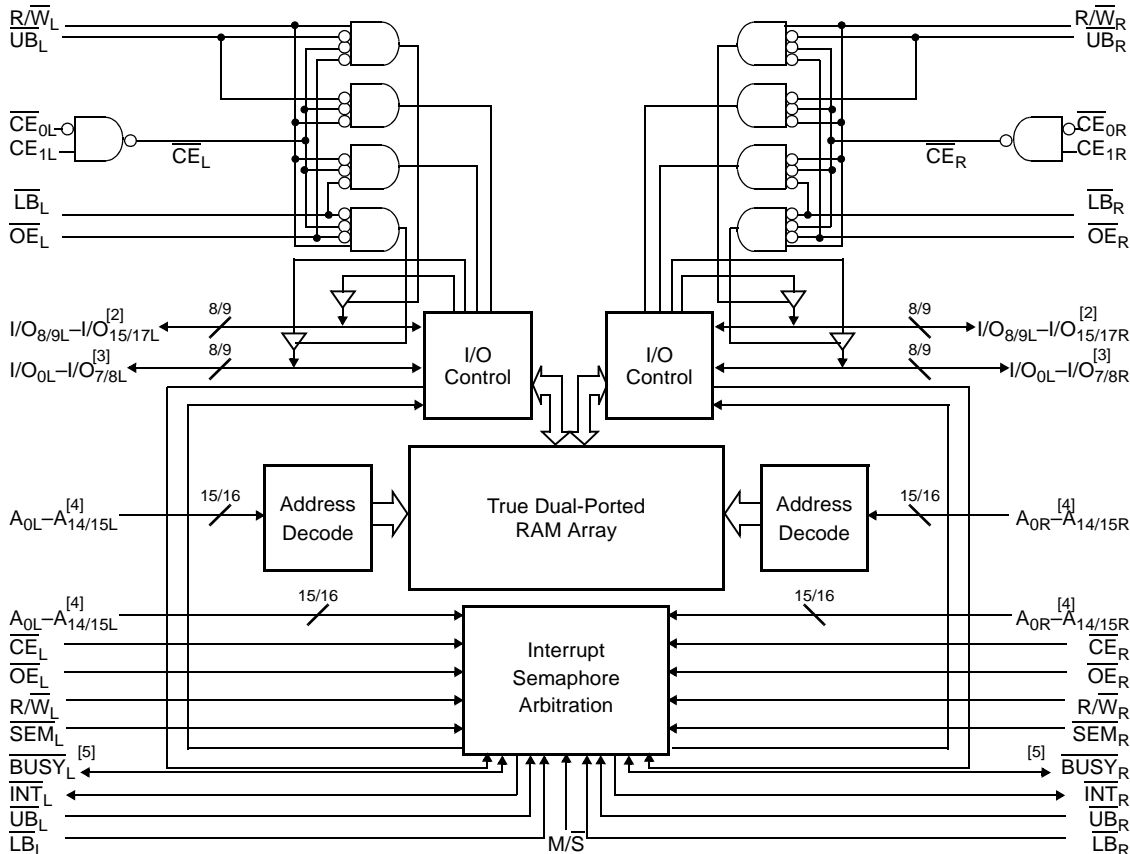 R/W̅L R/W̅R
U̅B̅L U̅B̅R
C̅E̅0L C̅E̅0R
CE1L C̅E̅L C̅E̅R CE1R
L̅B̅L L̅B̅R
O̅E̅L O̅E̅R
I/O8/9L–I/O15/17L[2] 8/9 8/9 I/O8/9L–I/O15/17R[2]
I/O0L–I/O7/8L[3] 8/9 8/9 I/O0L–I/O7/8R[3]
I/O
Control
I/O
Control
A0L–A14/15L[4] 15/16
Address
Decode
True Dual-Ported
RAM Array
Address
Decode
15/16 A0R–A14/15R[4]
A0L–A14/15L[4] 15/16 15/16 A0R–A14/15R[4]
C̅E̅L C̅E̅R
O̅E̅L O̅E̅R
R/W̅L R/W̅R
S̅E̅M̅L S̅E̅M̅R
Interrupt
Semaphore
Arbitration
B̅U̅S̅Y̅L[5] [5] B̅U̅S̅Y̅R
I̅N̅T̅L I̅N̅T̅R
U̅B̅L U̅B̅R
L̅B̅L M/S̅ L̅B̅R